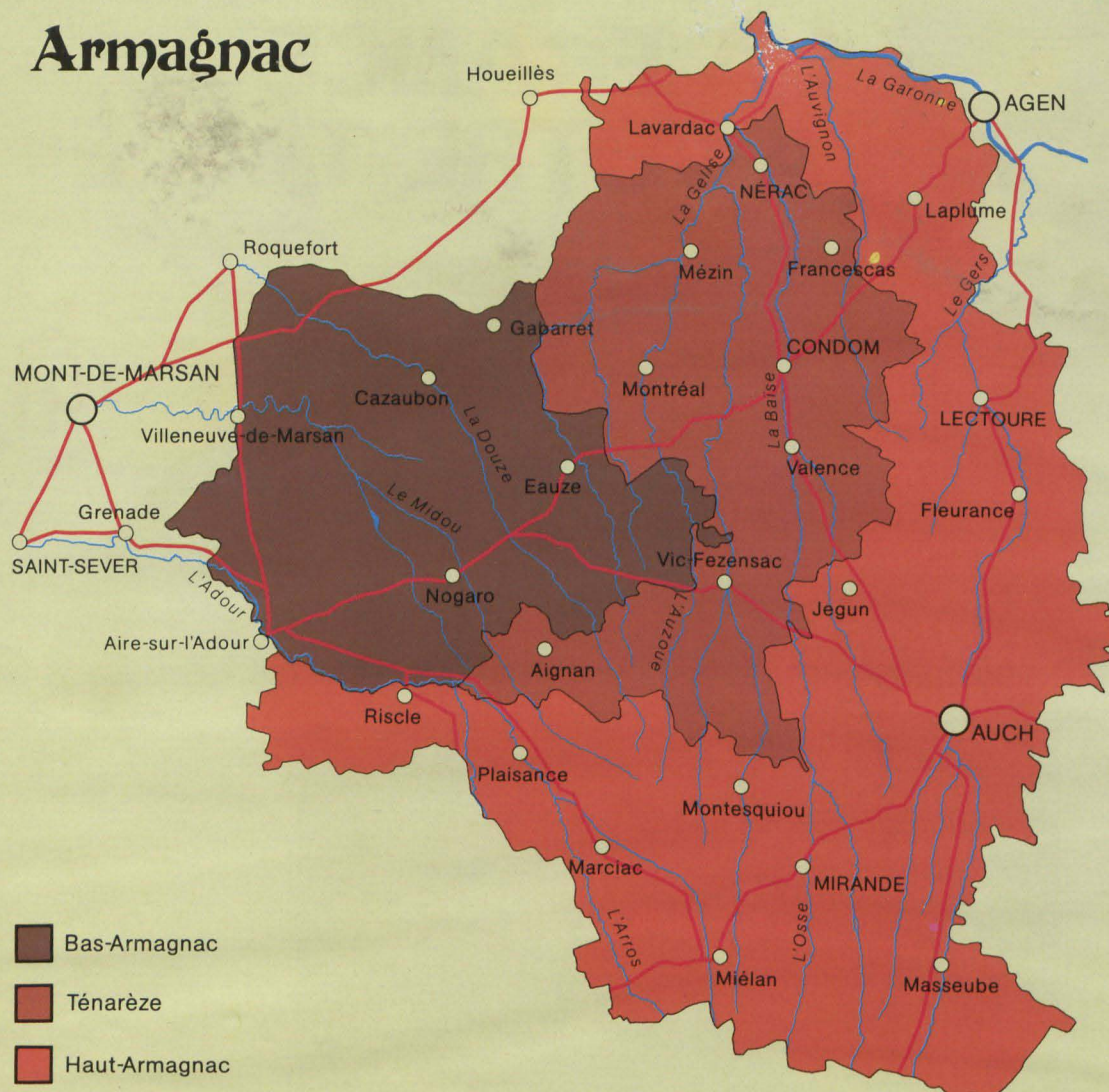 Armagnac
Houeillès
La Garonne
AGEN
L'Auvignon
Lavardac
La Gelise
NÉRAC
Laplume
Roquefort
Mézin
Francescas
Le Gers
Gabarret
MONT-DE-MARSAN
CONDOM
Cazaubon
Montréal
La Baïse
LECTOURE
Villeneuve-de-Marsan
La Douze
Valence
Eauze
Le Midou
Fleurance
Grenade
SAINT-SEVER
Vic-Fezensac
L'Adour
Nogaro
Jegun
L'Auzoue
Aire-sur-l'Adour
Aignan
Riscle
AUCH
Plaisance
Montesquiou
Marciac
MIRANDE
L'Arros
L'Osse
Bas-Armagnac
Miélan
Masseube
Ténarèze
Haut-Armagnac